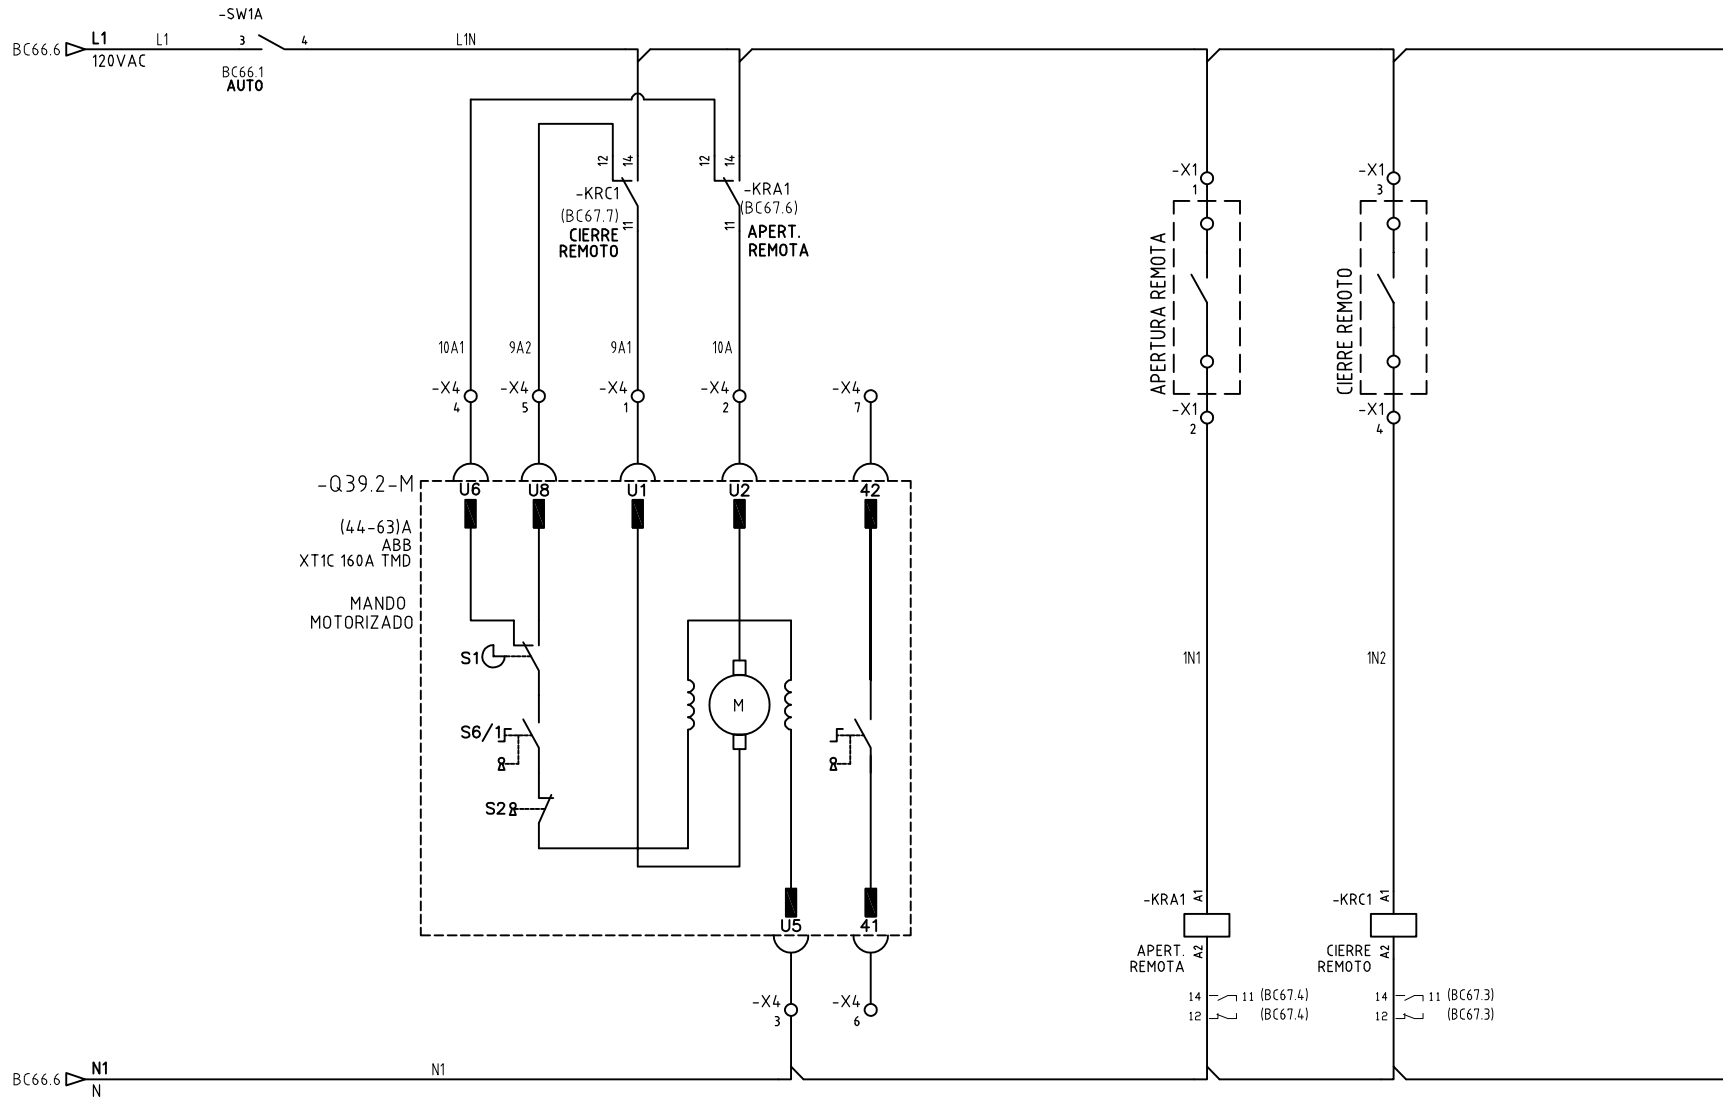 -SW1A
BC66.6
L1
L1
3
4
L1N
120VAC
BC66.1
AUTO
12
14
12
14
-KRC1
(BC67.7)
CIERRE
REMOTO
11
-KRA1
(BC67.6)
11
APERT.
REMOTA
-X1
1
-X1
3
APERTURA REMOTA
CIERRE REMOTO
10A1
9A2
9A1
10A
-X4
4
-X4
5
-X4
1
-X4
2
-X4
7
-X1
2
-X1
4
-Q39.2-M
U6
U8
U1
U2
42
(44-63)A
ABB
XT1C 160A TMD
MANDO
MOTORIZADO
S1
1N1
1N2
M
S6/1
S2
-KRA1
A1
-KRC1
A1
U5
41
APERT.
REMOTA
A2
CIERRE
REMOTO
A2
-X4
3
-X4
6
14
11
(BC67.4)
12
(BC67.4)
14
11
(BC67.3)
12
(BC67.3)
BC66.6
N1
N
N1